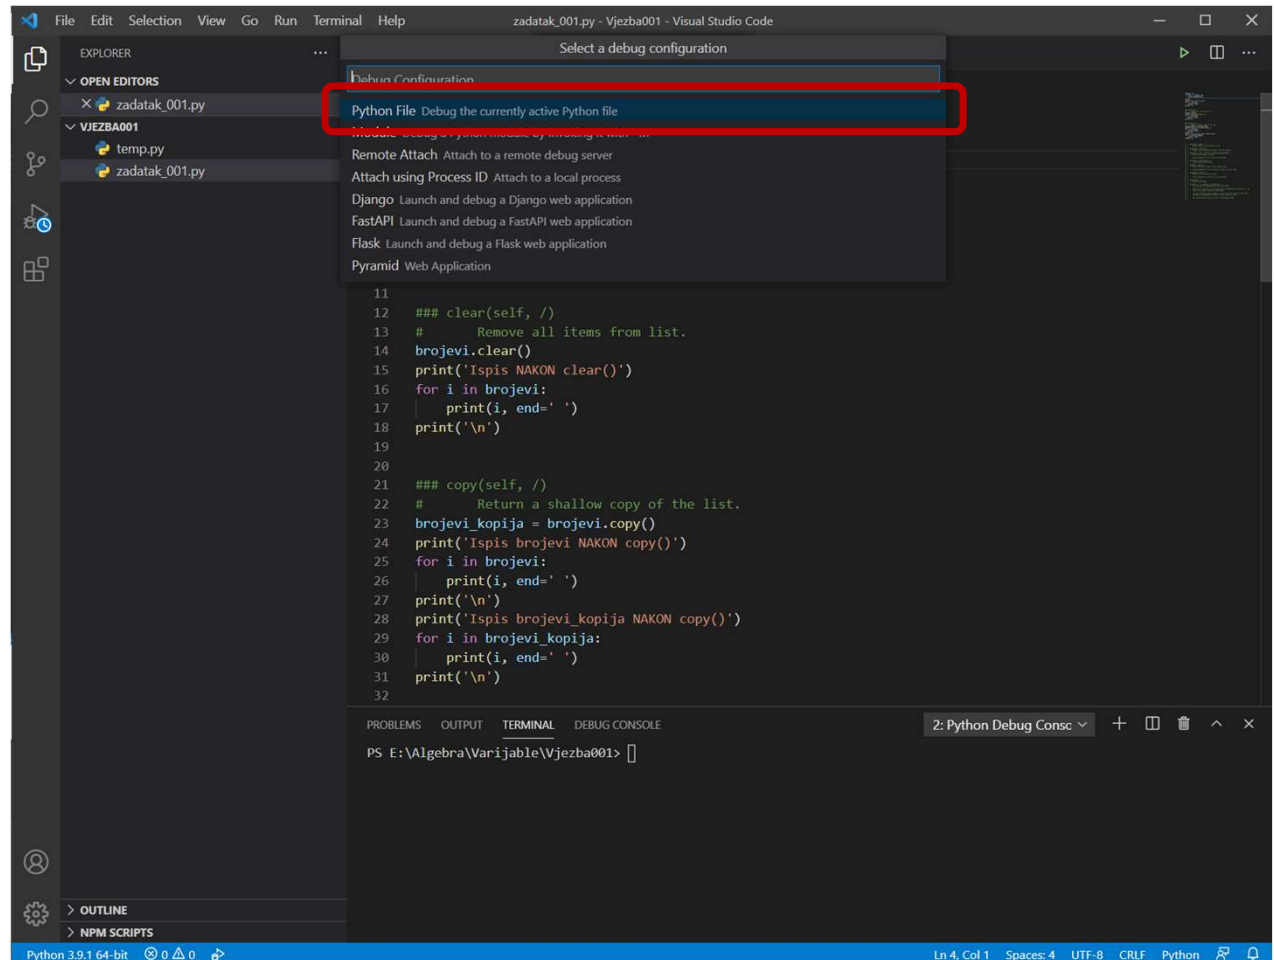 File Edit Selection View Go Run Terminal Help zadatak_001.py - Vjezba001 - Visual Studio Code
EXPLORER
Select a debug configuration
OPEN EDITORS
Debug Configuration
zadatak_001.py
Python File Debug the currently active Python file
VJEZBA001
Module Debug a Python module by invoking it with '-...
temp.py
Remote Attach Attach to a remote debug server
zadatak_001.py
Attach using Process ID Attach to a local process
Django Launch and debug a Django web application
FastAPI Launch and debug a FastAPI web application
Flask Launch and debug a Flask web application
Pyramid Web Application
11
12 ### clear(self, /)
13 # Remove all items from list.
14 brojevi.clear()
15 print('Ispis NAKON clear()')
16 for i in brojevi:
17 print(i, end=' ')
18 print('\n')
19
20
21 ### copy(self, /)
22 # Return a shallow copy of the list.
23 brojevi_kopija = brojevi.copy()
24 print('Ispis brojevi NAKON copy()')
25 for i in brojevi:
26 print(i, end=' ')
27 print('\n')
28 print('Ispis brojevi_kopija NAKON copy()')
29 for i in brojevi_kopija:
30 print(i, end=' ')
31 print('\n')
32
PROBLEMS OUTPUT TERMINAL DEBUG CONSOLE 2: Python Debug Consc
PS E:\Algebra\Varijable\Vjezba001>
OUTLINE
NPM SCRIPTS
Python 3.9.1 64-bit 0 0 Ln 4, Col 1 Spaces: 4 UTF-8 CRLF Python